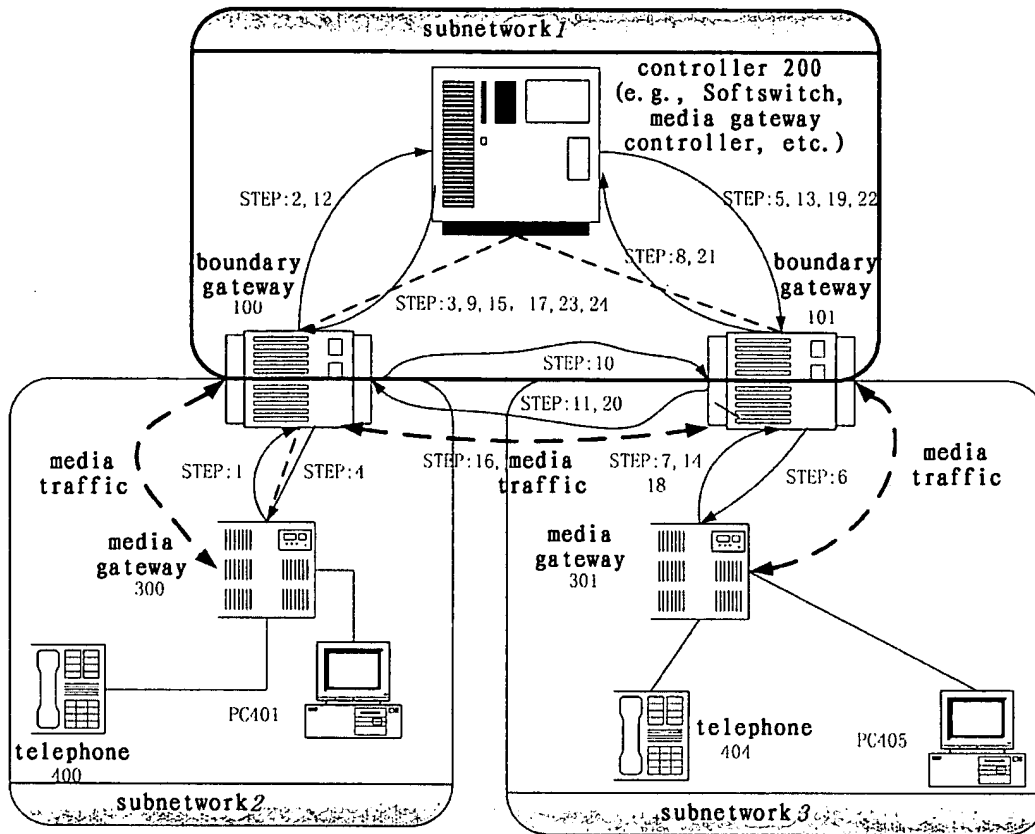 subnetwork1
controller 200
(e.g., Softswitch,
media gateway
controller, etc.)
STEP:2, 12
STEP:5, 13, 19, 22
boundary
gateway
100
STEP:8, 21
boundary
gateway
101
STEP:3, 9, 15, 17, 23, 24
STEP:10
STEP:11, 20
media
traffic
STEP:1
STEP:4
STEP:16,
media
traffic
STEP:7, 14
18
STEP:6
media
traffic
media
gateway
300
media
gateway
301
PC401
telephone
400
telephone
404
PC405
subnetwork2
subnetwork3